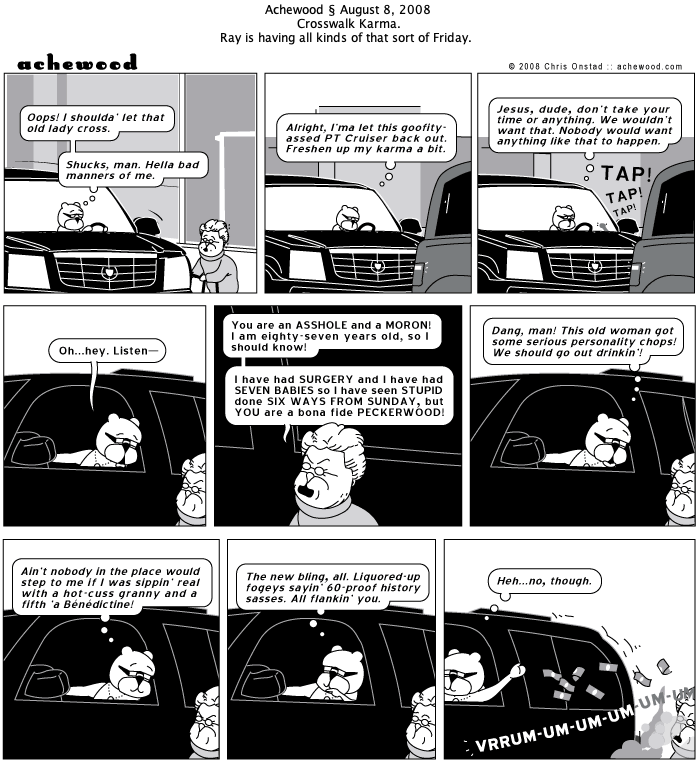 Achewood § August 8, 2008
Crosswalk Karma.
Ray is having all kinds of that sort of Friday.
achewood
© 2008 Chris Onstad :: achewood.com
Oops! I shoulda' let that
old lady cross.
Shucks, man. Hella bad
manners of me.
Alright, I'ma let this goofity-
assed PT Cruiser back out.
Freshen up my karma a bit.
Jesus, dude, don't take your
time or anything. We wouldn't
want that. Nobody would want
anything like that to happen.
TAP!
TAP!
TAP!
Oh...hey. Listen—
You are an ASSHOLE and a MORON!
I am eighty-seven years old, so I
should know!
I have had SURGERY and I have had
SEVEN BABIES so I have seen STUPID
done SIX WAYS FROM SUNDAY, but
YOU are a bona fide PECKERWOOD!
Dang, man! This old woman got
some serious personality chops!
We should go out drinkin'!
Ain't nobody in the place would
step to me if I was sippin' real
with a hot-cuss granny and a
fifth 'a Bénédictine!
The new bling, all. Liquored-up
fogeys sayin' 60-proof history
sasses. All flankin' you.
Heh...no, though.
VRRUM-UM-UM-UM-UM-UM-UM